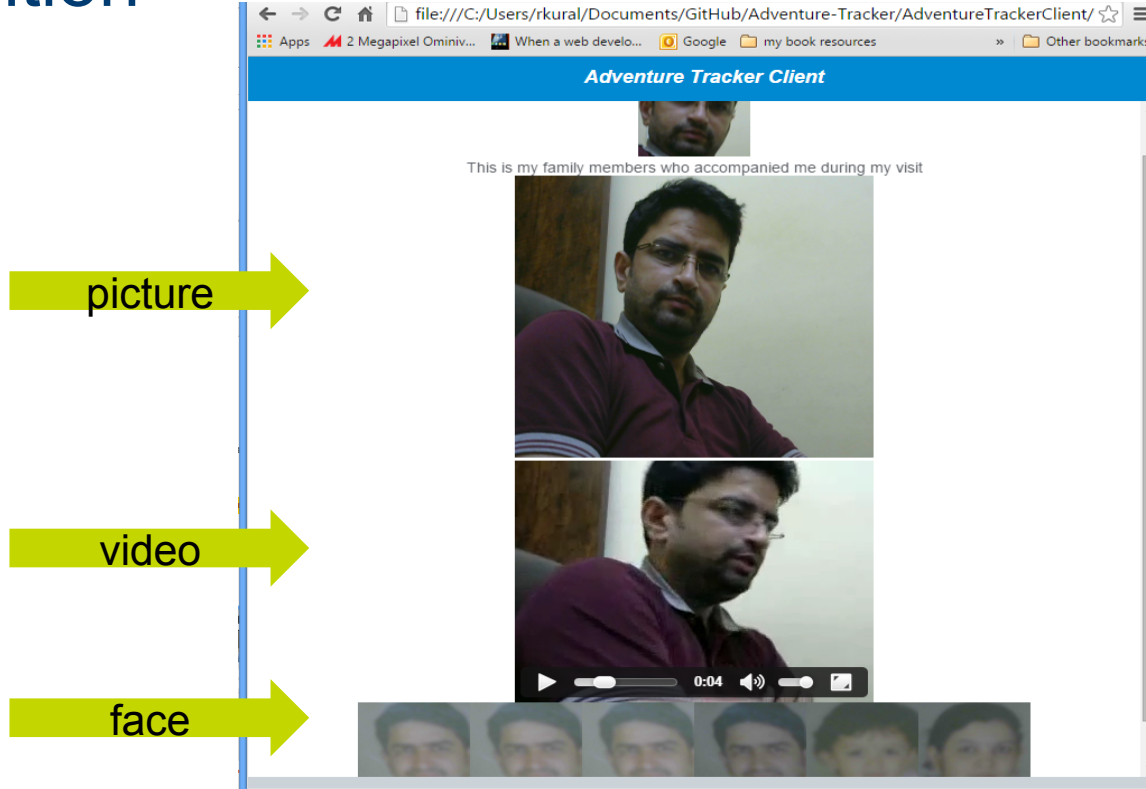 file:///C:/Users/rkural/Documents/GitHub/Adventure-Tracker/AdventureTrackerClient/
Apps 2 Megapixel Ominiv... When a web develo... Google my book resources » Other bookmarks
Adventure Tracker Client
This is my family members who accompanied me during my visit
picture
video
0:04
face